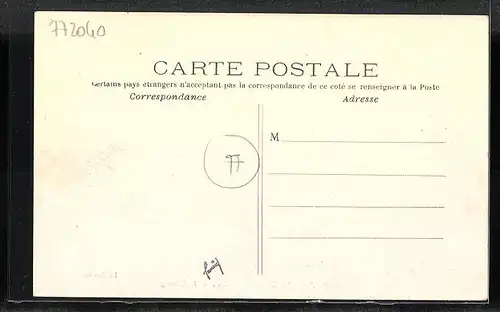 772040
CARTE POSTALE
Certains pays étrangers n'acceptant pas la correspondance de ce coté se renseigner à la Poste
Correspondance Adresse
M
77